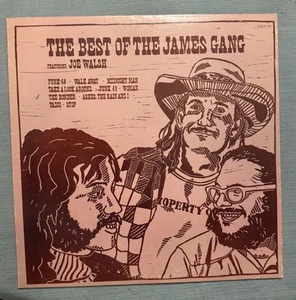 THE BEST OF THE JAMES GANG
FEATURING JOE WALSH
FUNK 49 · WALK AWAY · MIDNIGHT MAN
TAKE A LOOK AROUND · FUNK 48 · WOMAN
THE BOMBER · ASHES, THE RAIN AND I
YADIG · STOP
ROPERTY O